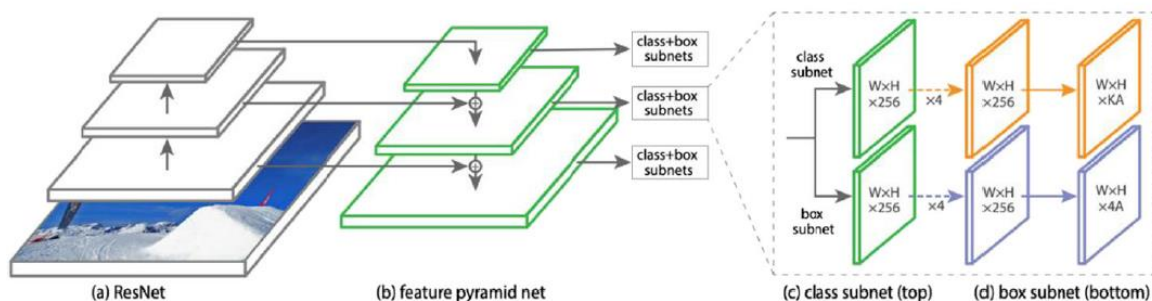 class+box
subnets
class+box
subnets
class+box
subnets
class
subnet
W×H
×256
×4
W×H
×256
W×H
×KA
box
subnet
W×H
×256
×4
W×H
×256
W×H
×4A
(a) ResNet
(b) feature pyramid net
(c) class subnet (top)
(d) box subnet (bottom)